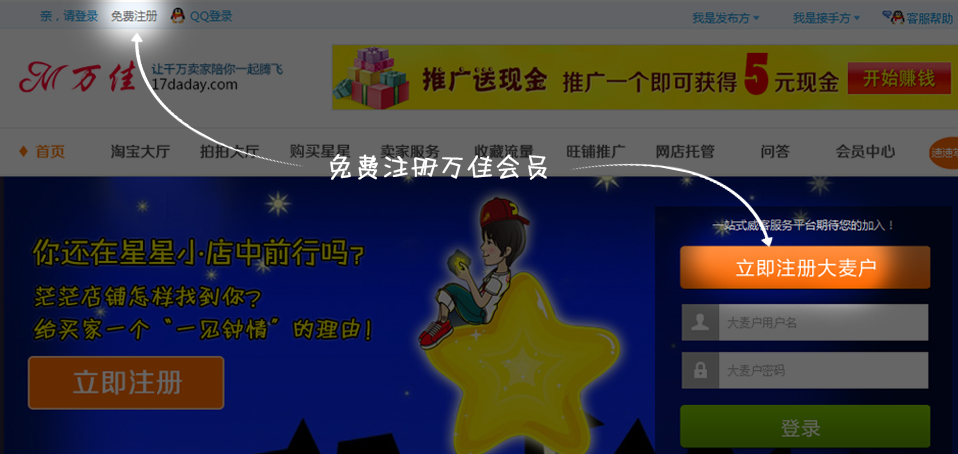 亲，请登录 免费注册 QQ登录 我是发布方 我是接手方 客服帮助
万佳 让千万卖家陪你一起腾飞
17daday.com
推广送现金 推广一个即可获得5元现金 开始赚钱
首页 淘宝大厅 拍拍大厅 购买星星 卖家服务 收藏流量 旺铺推广 网店托管 问答 会员中心
免费注册万佳会员
一站式威客服务平台期待您的加入！
你还在星星小店中前行吗?
立即注册大麦户
茫茫店铺怎样找到你?
大麦户用户名
给买家一个“一见钟情”的理由!
大麦户密码
立即注册
登录